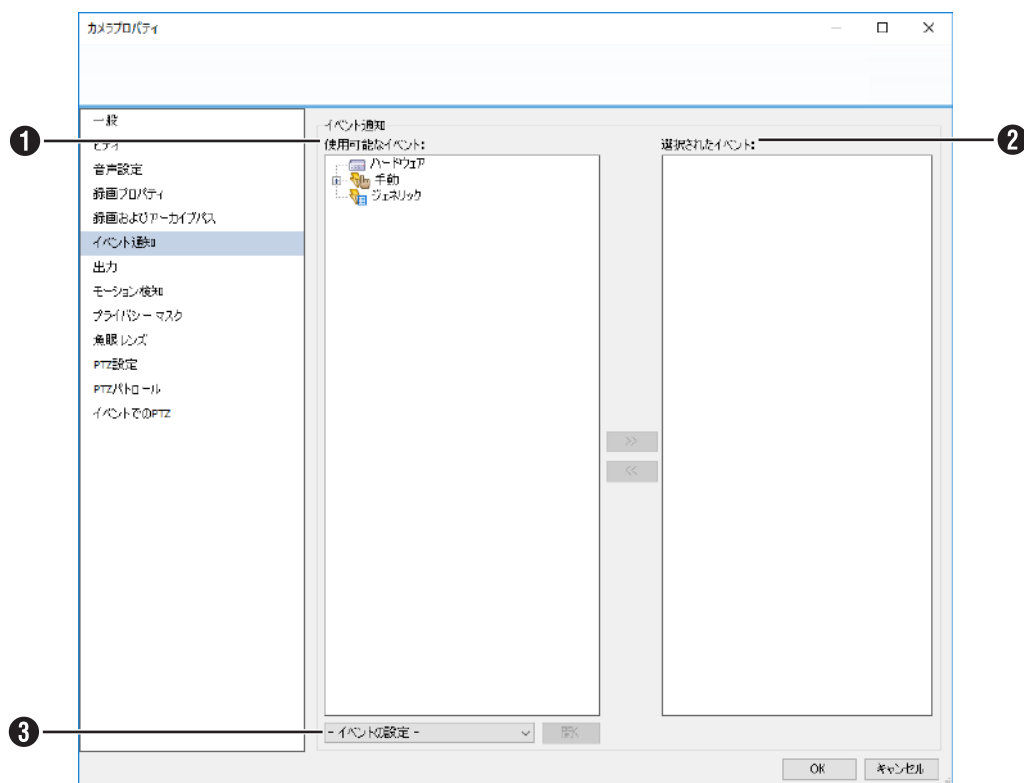 カメラプロパティ
一般
ビデオ
音声設定
録画プロパティ
録画およびアーカイブパス
イベント通知
出力
モーション検知
プライバシー マスク
魚眼レンズ
PTZ設定
PTZパトロール
イベントでのPTZ
イベント通知
使用可能なイベント:
ハードウェア
手動
ジェネリック
選択されたイベント:
>>
<<
- イベントの設定 -
開く
OK
キャンセル
1
2
3